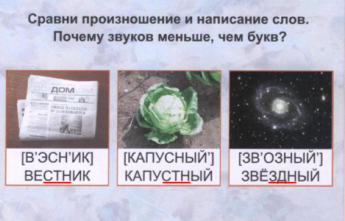 Сравни произношение и написание слов.
Почему звуков меньше, чем букв?
ДОМ
[В'ЭСН'ИК] [КАПУСНЫЙ'] [ЗВ'ОЗНЫЙ']
ВЕСТНИК КАПУСТНЫЙ ЗВЁЗДНЫЙ